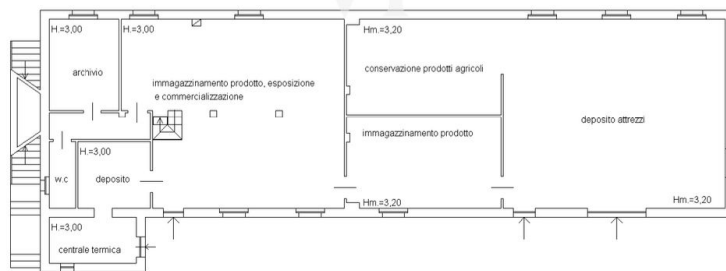 H.=3,00
H.=3,00
Hm.=3,20
archivio
immagazzinamento prodotto, esposizione
e commercializzazione
conservazione prodotti agricoli
deposito attrezzi
immagazzinamento prodotto
H.=3,00
w.c
deposito
Hm.=3,20
Hm.=3,20
H.=3,00
centrale termica